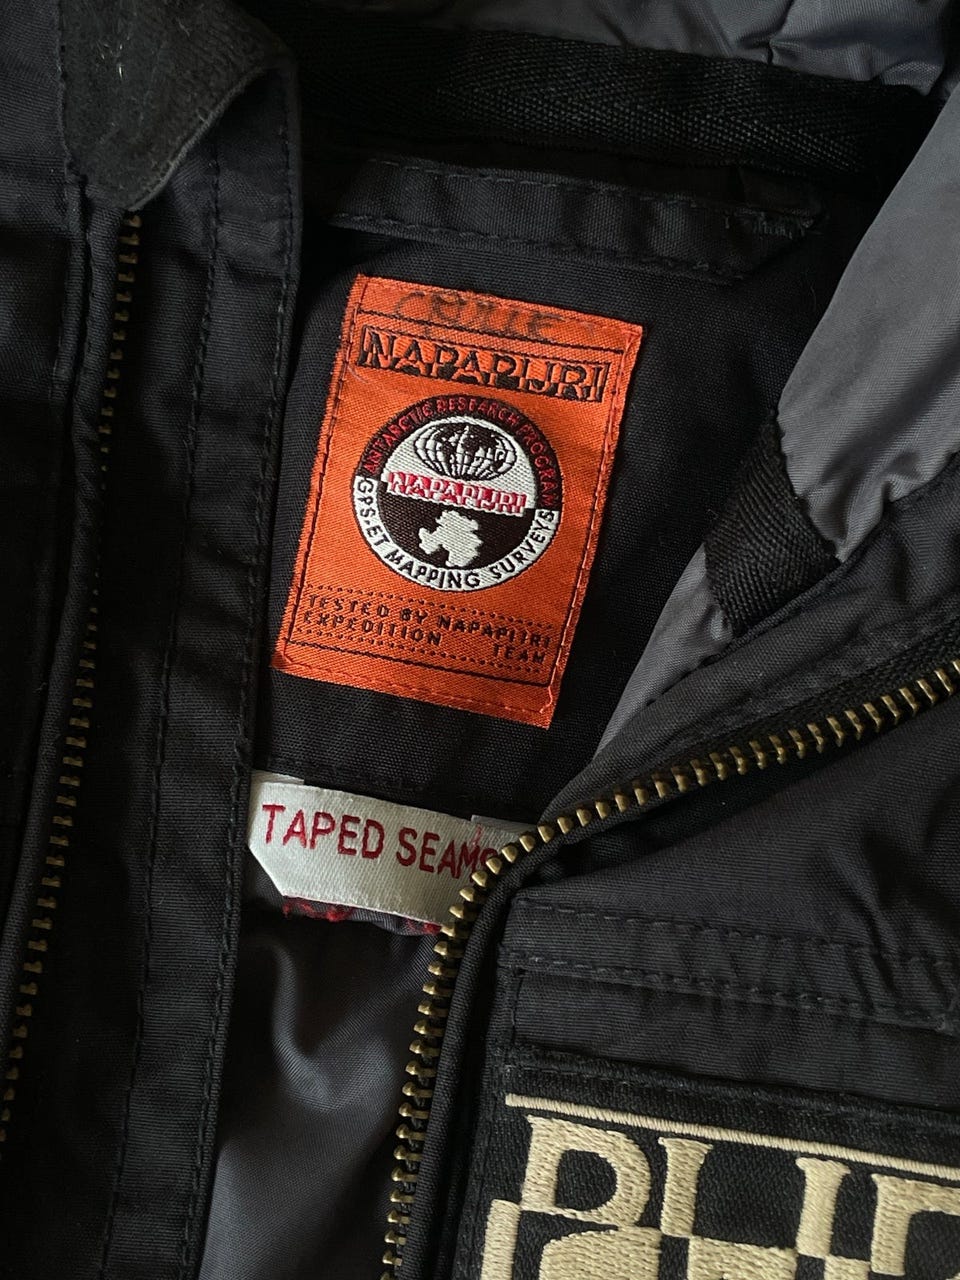 NAPAPIJRI
ANTARCTIC RESEARCH PROGRAM
NAPAPIJRI
GPS-ET MAPPING SURVEYS
TESTED BY NAPAPIJRI
EXPEDITION TEAM
TAPED SEAMS